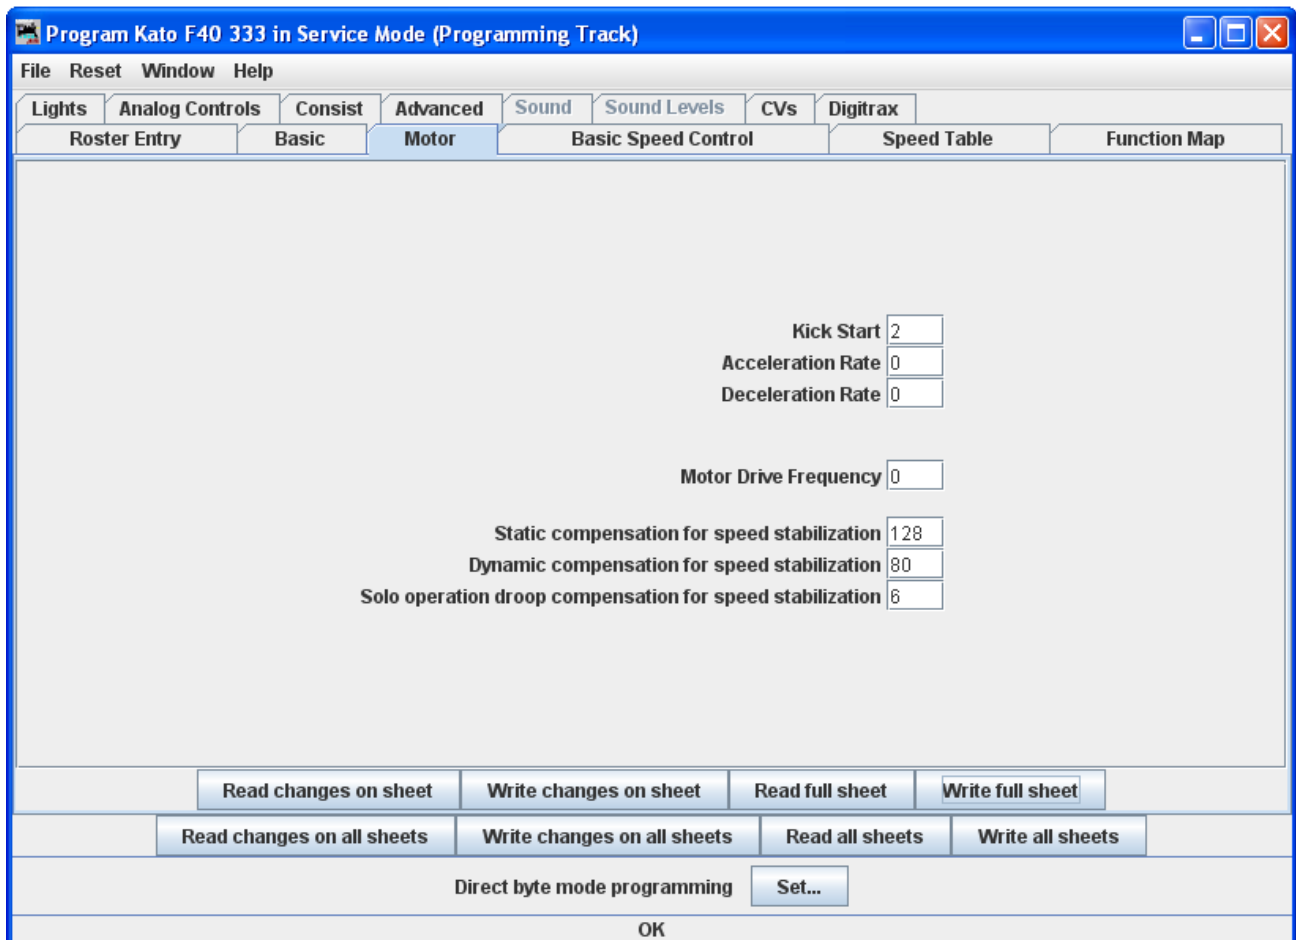 Program Kato F40 333 in Service Mode (Programming Track)
File Reset Window Help
Lights Analog Controls Consist Advanced Sound Sound Levels CVs Digitrax
Roster Entry Basic Motor Basic Speed Control Speed Table Function Map
Kick Start 2
Acceleration Rate 0
Deceleration Rate 0
Motor Drive Frequency 0
Static compensation for speed stabilization 128
Dynamic compensation for speed stabilization 80
Solo operation droop compensation for speed stabilization 6
Read changes on sheet Write changes on sheet Read full sheet Write full sheet
Read changes on all sheets Write changes on all sheets Read all sheets Write all sheets
Direct byte mode programming Set...
OK